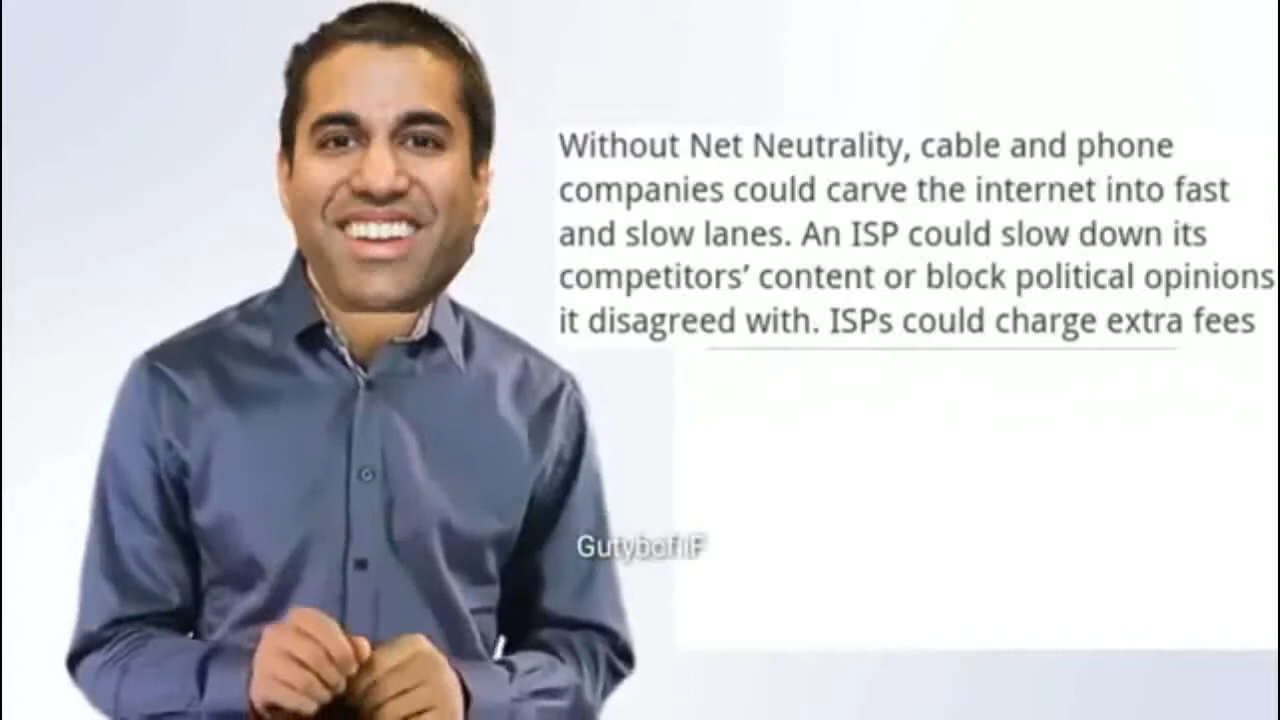 Without Net Neutrality, cable and phone
companies could carve the internet into fast
and slow lanes. An ISP could slow down its
competitors’ content or block political opinions
it disagreed with. ISPs could charge extra fees